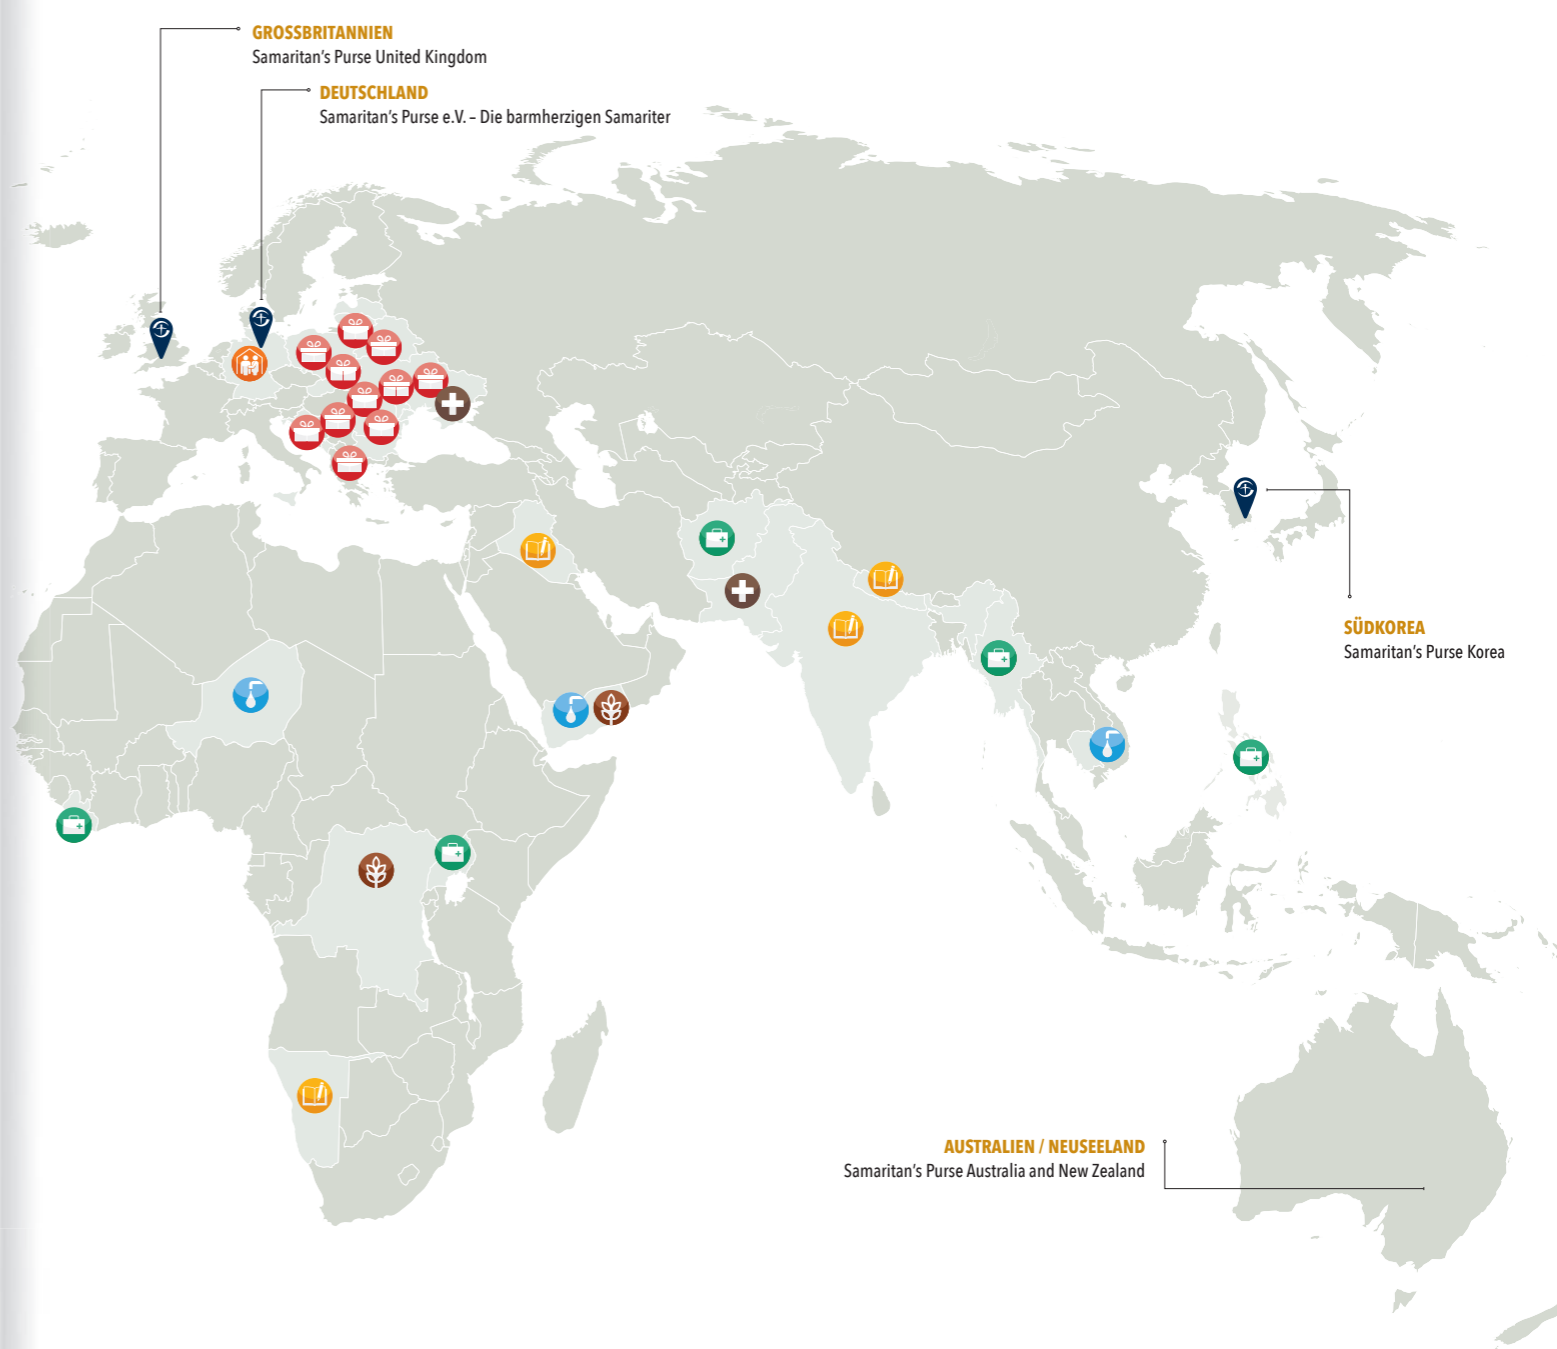 GROSSBRITANNIEN
Samaritan's Purse United Kingdom
DEUTSCHLAND
Samaritan's Purse e.V. – Die barmherzigen Samariter
SÜDKOREA
Samaritan's Purse Korea
AUSTRALIEN / NEUSEELAND
Samaritan's Purse Australia and New Zealand